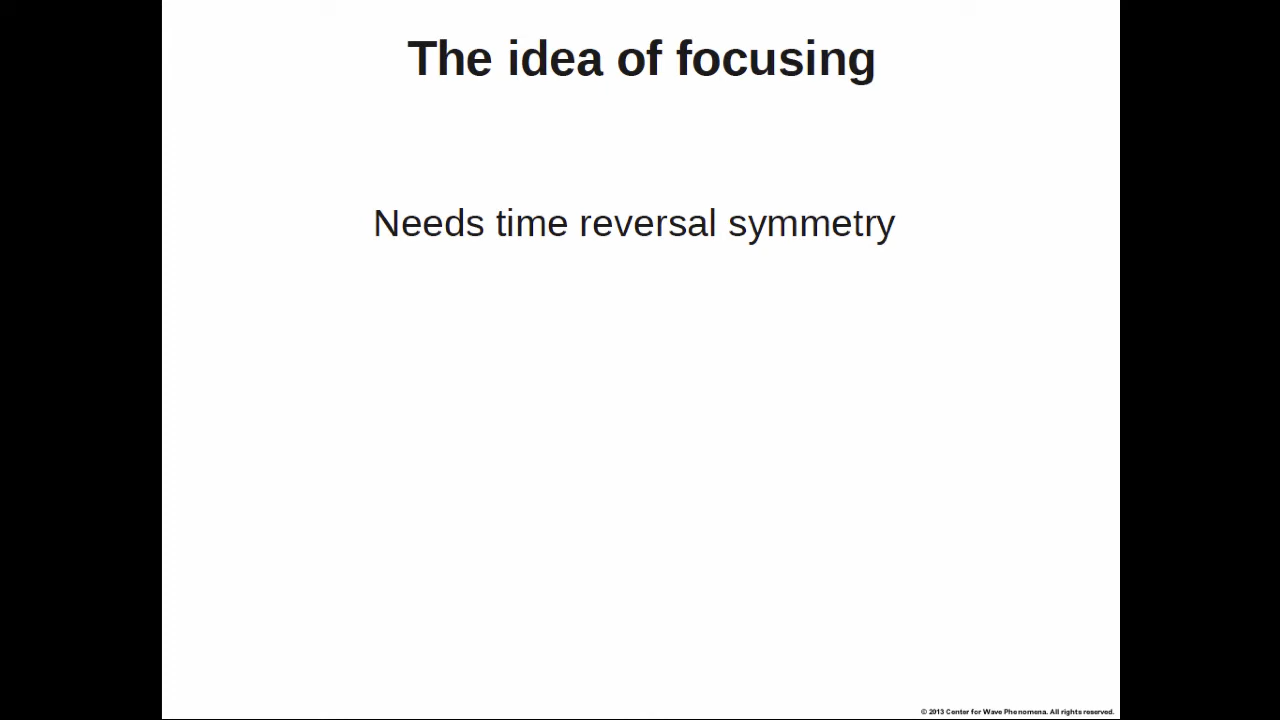 The idea of focusing
Needs time reversal symmetry
© 2013 Center for Wave Phenomena. All rights reserved.